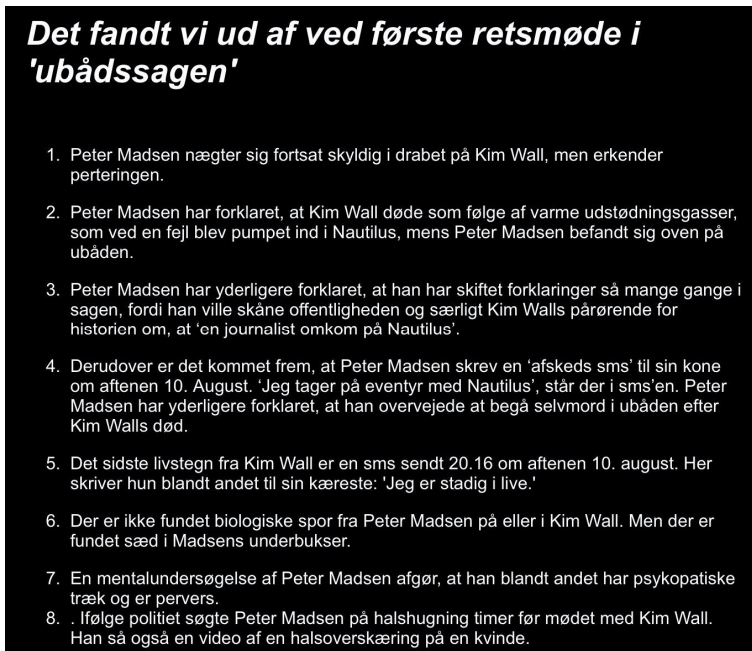 Det fandt vi ud af ved første retsmøde i
'ubådssagen'
1. Peter Madsen nægter sig fortsat skyldig i drabet på Kim Wall, men erkender
perteringen.
2. Peter Madsen har forklaret, at Kim Wall døde som følge af varme udstødningsgasser,
som ved en fejl blev pumpet ind i Nautilus, mens Peter Madsen befandt sig oven på
ubåden.
3. Peter Madsen har yderligere forklaret, at han har skiftet forklaringer så mange gange i
sagen, fordi han ville skåne offentligheden og særligt Kim Walls pårørende for
historien om, at ‘en journalist omkom på Nautilus’.
4. Derudover er det kommet frem, at Peter Madsen skrev en ‘afskeds sms’ til sin kone
om aftenen 10. August. ‘Jeg tager på eventyr med Nautilus’, står der i sms’en. Peter
Madsen har yderligere forklaret, at han overvejede at begå selvmord i ubåden efter
Kim Walls død.
5. Det sidste livstegn fra Kim Wall er en sms sendt 20.16 om aftenen 10. august. Her
skriver hun blandt andet til sin kæreste: 'Jeg er stadig i live.'
6. Der er ikke fundet biologiske spor fra Peter Madsen på eller i Kim Wall. Men der er
fundet sæd i Madsens underbukser.
7. En mentalundersøgelse af Peter Madsen afgør, at han blandt andet har psykopatiske
træk og er pervers.
8. . Ifølge politiet søgte Peter Madsen på halshugning timer før mødet med Kim Wall.
Han så også en video af en halsoverskæring på en kvinde.